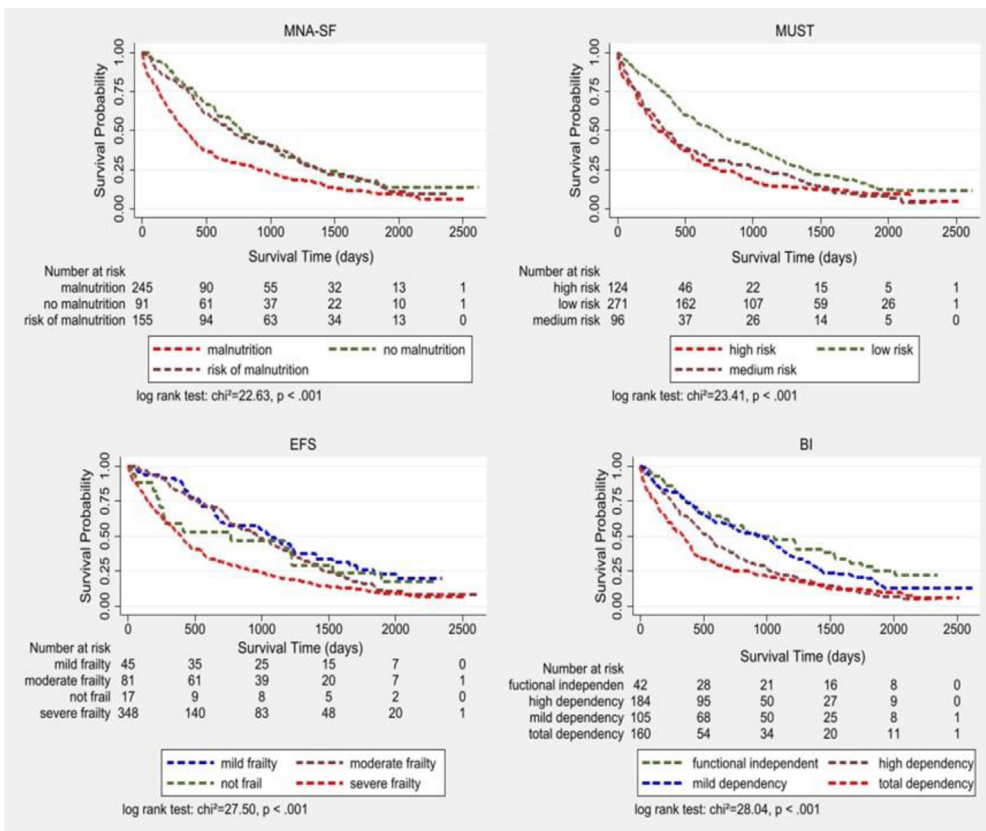 MNA-SF
Survival Probability
1.00
0.75
0.50
0.25
0.00
0 500 1000 1500 2000 2500
Survival Time (days)
Number at risk
malnutrition 245 90 55 32 13 1
no malnutrition 91 61 37 22 10 1
risk of malnutrition 155 94 63 34 13 0
malnutrition no malnutrition
risk of malnutrition
log rank test: chi²=22.63, p < .001
MUST
Survival Probability
1.00
0.75
0.50
0.25
0.00
0 500 1000 1500 2000 2500
Survival Time (days)
Number at risk
high risk 124 46 22 15 5 1
low risk 271 162 107 59 26 1
medium risk 96 37 26 14 5 0
high risk low risk
medium risk
log rank test: chi²=23.41, p < .001
EFS
Survival Probability
1.00
0.75
0.50
0.25
0.00
0 500 1000 1500 2000 2500
Survival Time (days)
Number at risk
mild frailty 45 35 25 15 7 0
moderate frailty 81 61 39 20 7 1
not frail 17 9 8 5 2 0
severe frailty 348 140 83 48 20 1
mild frailty moderate frailty
not frail severe frailty
log rank test: chi²=27.50, p < .001
BI
Survival Probability
1.00
0.75
0.50
0.25
0.00
0 500 1000 1500 2000 2500
Survival Time (days)
Number at risk
fuctional independen 42 28 21 16 8 0
high dependency 184 95 50 27 9 0
mild dependency 105 68 50 25 8 1
total dependency 160 54 34 20 11 1
functional independent high dependency
mild dependency total dependency
log rank test: chi²=28.04, p < .001